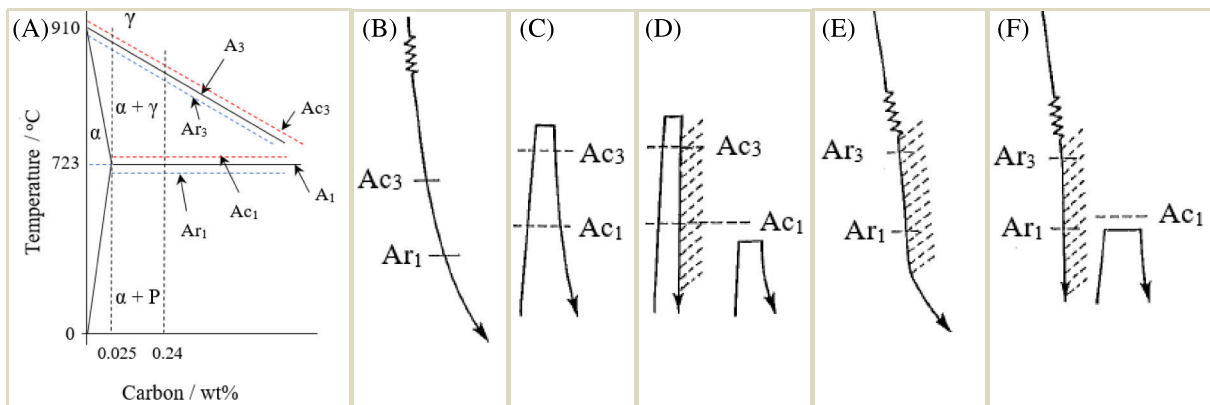 (A)
γ
910
A3
α + γ
Ac3
α
Ar3
723
A1
Ac1
Ar1
α + P
0
0.025
0.24
Temperature / °C
Carbon / wt%
(B)
Ac3
Ar1
(C)
Ac3
Ac1
(D)
Ac3
Ac1
(E)
Ar3
Ar1
(F)
Ar3
Ac1
Ar1